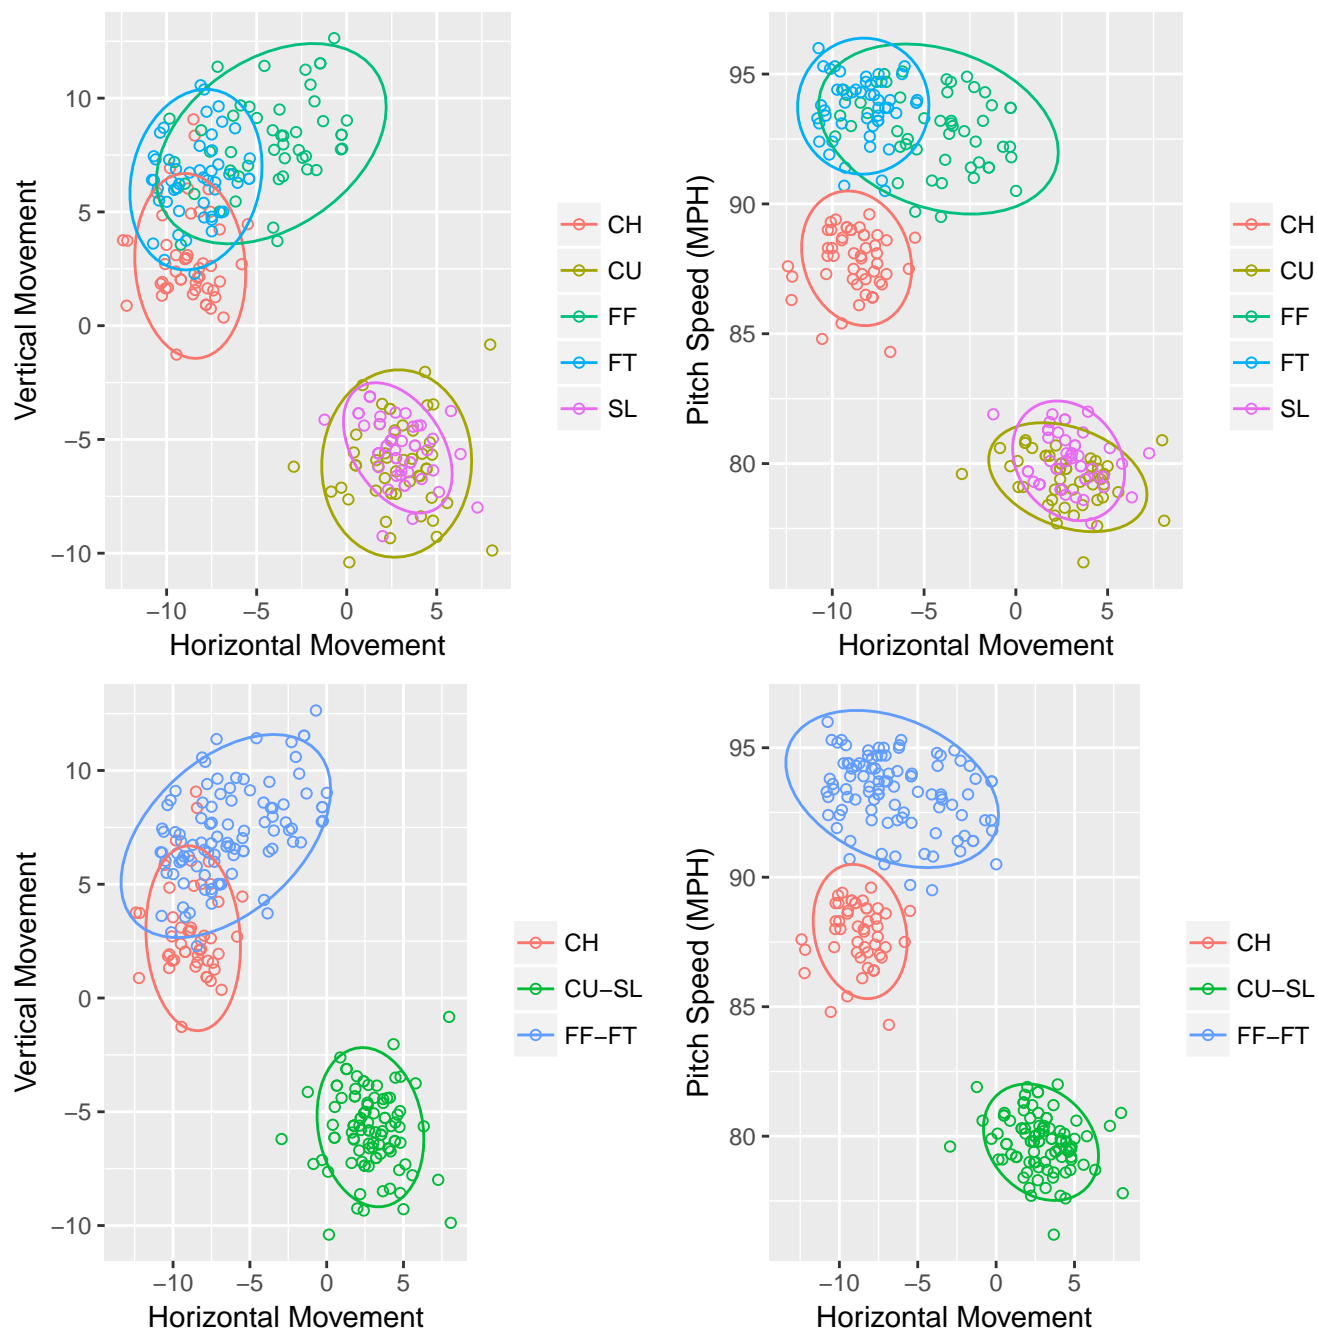 10
5
0
−5
−10
−10
−5
0
5
Vertical Movement
Horizontal Movement
CH
CU
FF
FT
SL
95
90
85
80
−10
−5
0
5
Pitch Speed (MPH)
Horizontal Movement
CH
CU
FF
FT
SL
10
5
0
−5
−10
−10
−5
0
5
Vertical Movement
Horizontal Movement
CH
CU−SL
FF−FT
95
90
85
80
−10
−5
0
5
Pitch Speed (MPH)
Horizontal Movement
CH
CU−SL
FF−FT